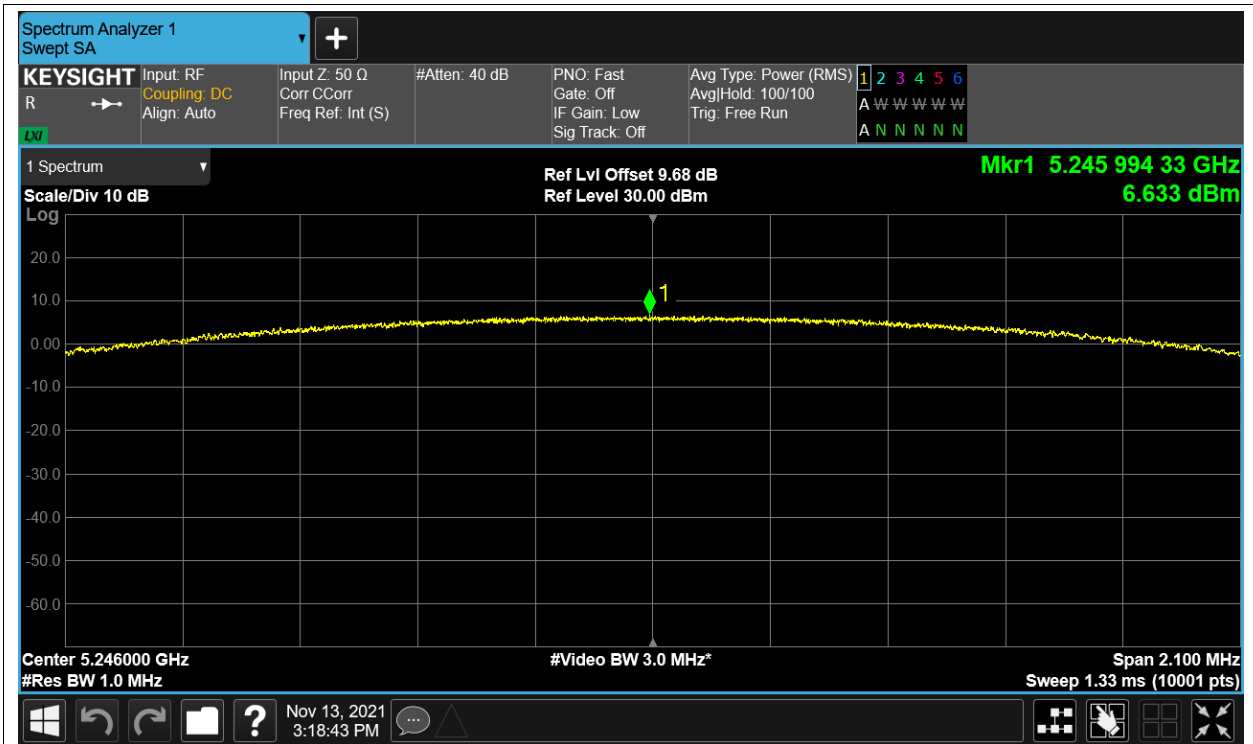 Spectrum Analyzer 1
Swept SA
KEYSIGHT
R
LXI
Input: RF
Coupling: DC
Align: Auto
Input Z: 50 Ω
Corr CCorr
Freq Ref: Int (S)
#Atten: 40 dB
PNO: Fast
Gate: Off
IF Gain: Low
Sig Track: Off
Avg Type: Power (RMS)
Avg|Hold: 100/100
Trig: Free Run
1 2 3 4 5 6
A W W W W W
A N N N N N
1 Spectrum
Scale/Div 10 dB
Log
Ref Lvl Offset 9.68 dB
Ref Level 30.00 dBm
Mkr1 5.245 994 33 GHz
6.633 dBm
20.0
10.0
1
0.00
-10.0
-20.0
-30.0
-40.0
-50.0
-60.0
Center 5.246000 GHz
#Res BW 1.0 MHz
#Video BW 3.0 MHz*
Span 2.100 MHz
Sweep 1.33 ms (10001 pts)
?
Nov 13, 2021
3:18:43 PM